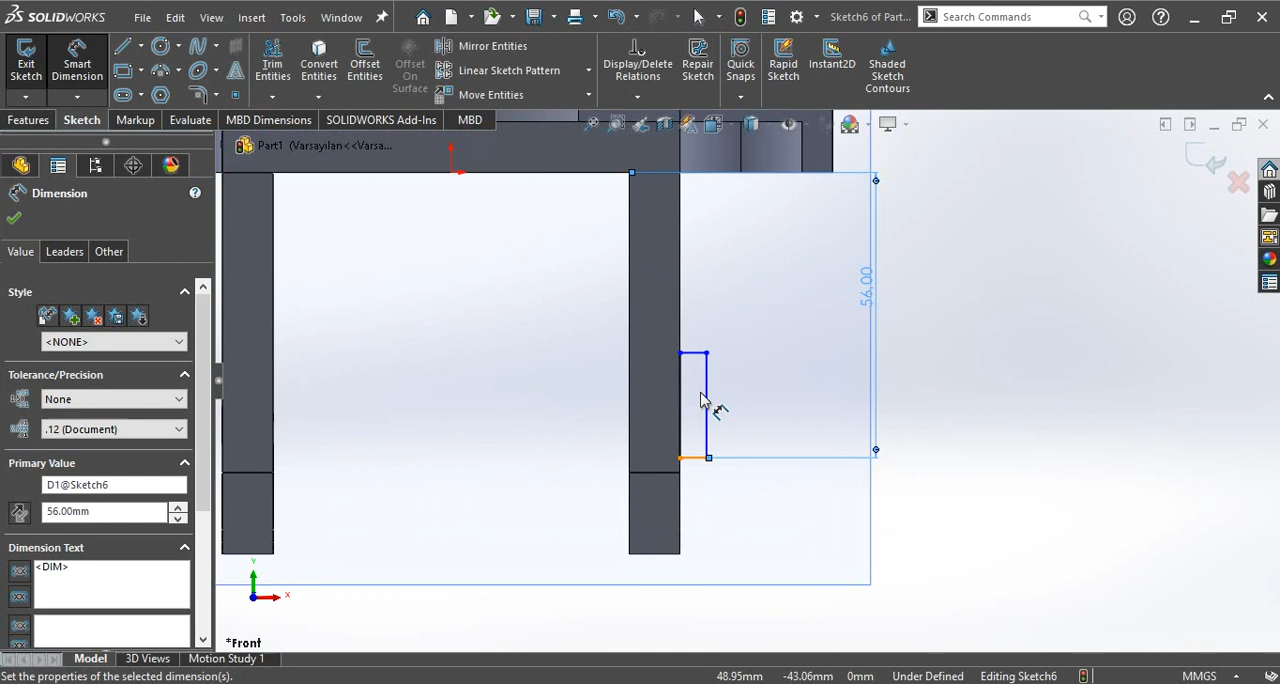 SOLIDWORKS File Edit View Insert Tools Window Sketch6 of Part... Search Commands
Exit Sketch Smart Dimension Trim Entities Convert Entities Offset Entities Offset On Surface Mirror Entities Linear Sketch Pattern Move Entities Display/Delete Relations Repair Sketch Quick Snaps Rapid Sketch Instant2D Shaded Sketch Contours
Features Sketch Markup Evaluate MBD Dimensions SOLIDWORKS Add-Ins MBD
Part1 (Varsayılan<<Varsa...
Dimension
Value Leaders Other
Style
<NONE>
Tolerance/Precision
None
.12 (Document)
Primary Value
D1@Sketch6
56.00mm
Dimension Text
<DIM>
56.00
Y
X
*Front
Model 3D Views Motion Study 1
Set the properties of the selected dimension(s). 48.95mm -43.06mm 0mm Under Defined Editing Sketch6 MMGS